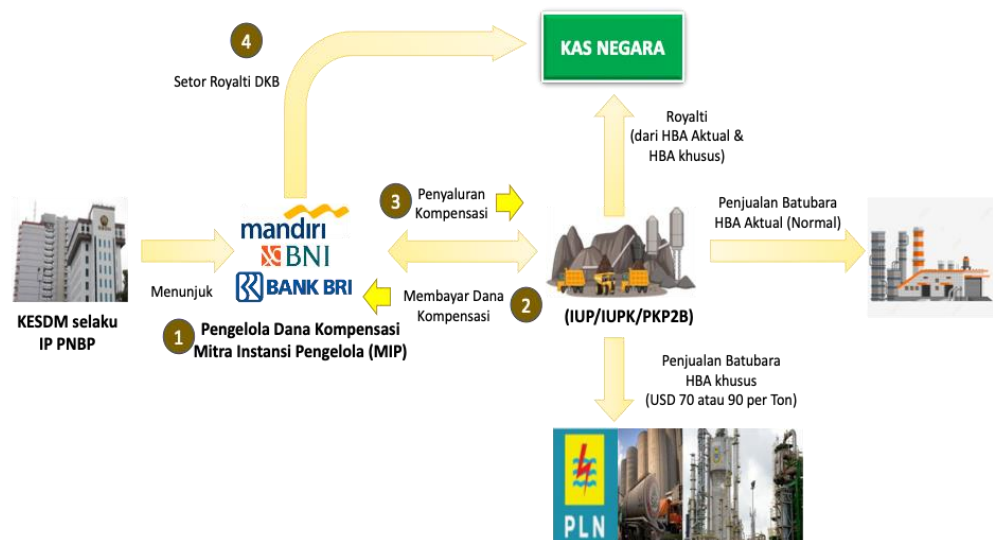 4
Setor Royalti DKB
KAS NEGARA
Royalti
(dari HBA Aktual &
HBA khusus)
3
Penyaluran
Kompensasi
Penjualan Batubara
HBA Aktual (Normal)
mandiri
BNI
BANK BRI
Menunjuk
KESDM selaku
IP PNBP
1
Pengelola Dana Kompensasi
Mitra Instansi Pengelola (MIP)
Membayar Dana
Kompensasi
2
(IUP/IUPK/PKP2B)
Penjualan Batubara
HBA khusus
(USD 70 atau 90 per Ton)
PLN